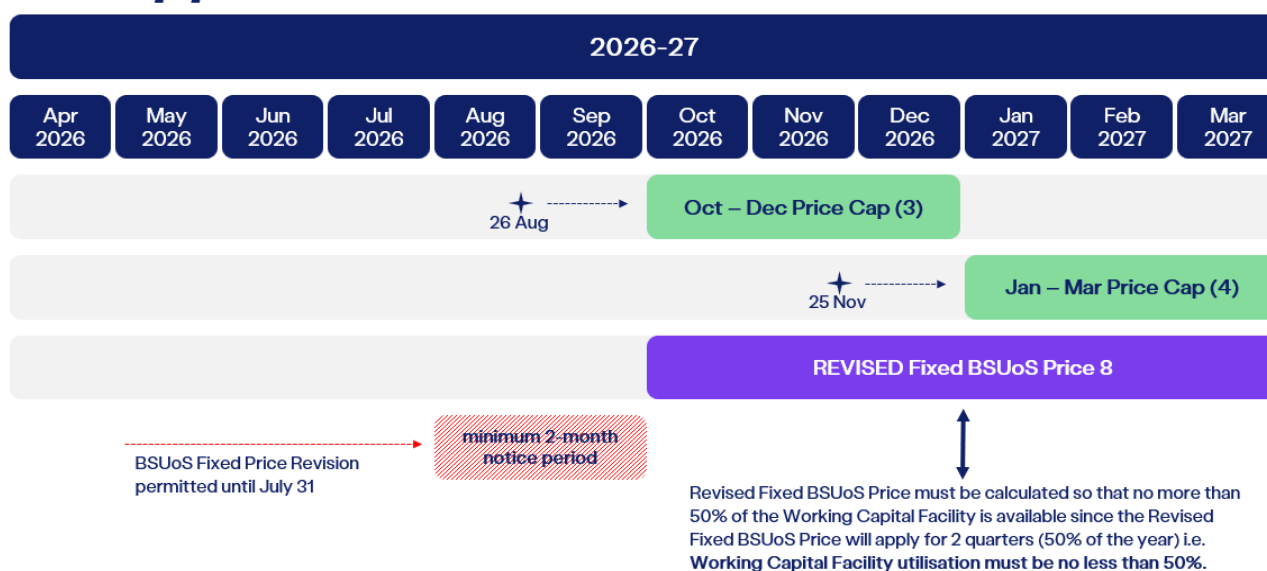 2026-27
Apr
2026
May
2026
Jun
2026
Jul
2026
Aug
2026
Sep
2026
Oct
2026
Nov
2026
Dec
2026
Jan
2027
Feb
2027
Mar
2027
26 Aug
Oct – Dec Price Cap (3)
25 Nov
Jan – Mar Price Cap (4)
REVISED Fixed BSUoS Price 8
BSUoS Fixed Price Revision
permitted until July 31
minimum 2-month
notice period
Revised Fixed BSUoS Price must be calculated so that no more than
50% of the Working Capital Facility is available since the Revised
Fixed BSUoS Price will apply for 2 quarters (50% of the year) i.e.
Working Capital Facility utilisation must be no less than 50%.